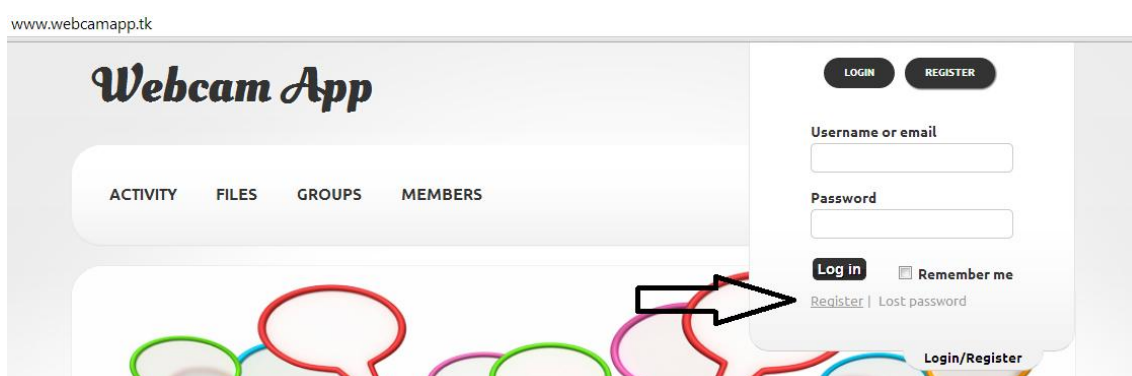 www.webcamapp.tk
Webcam App
LOGIN REGISTER
Username or email
ACTIVITY FILES GROUPS MEMBERS
Password
Log in Remember me
Register | Lost password
Login/Register